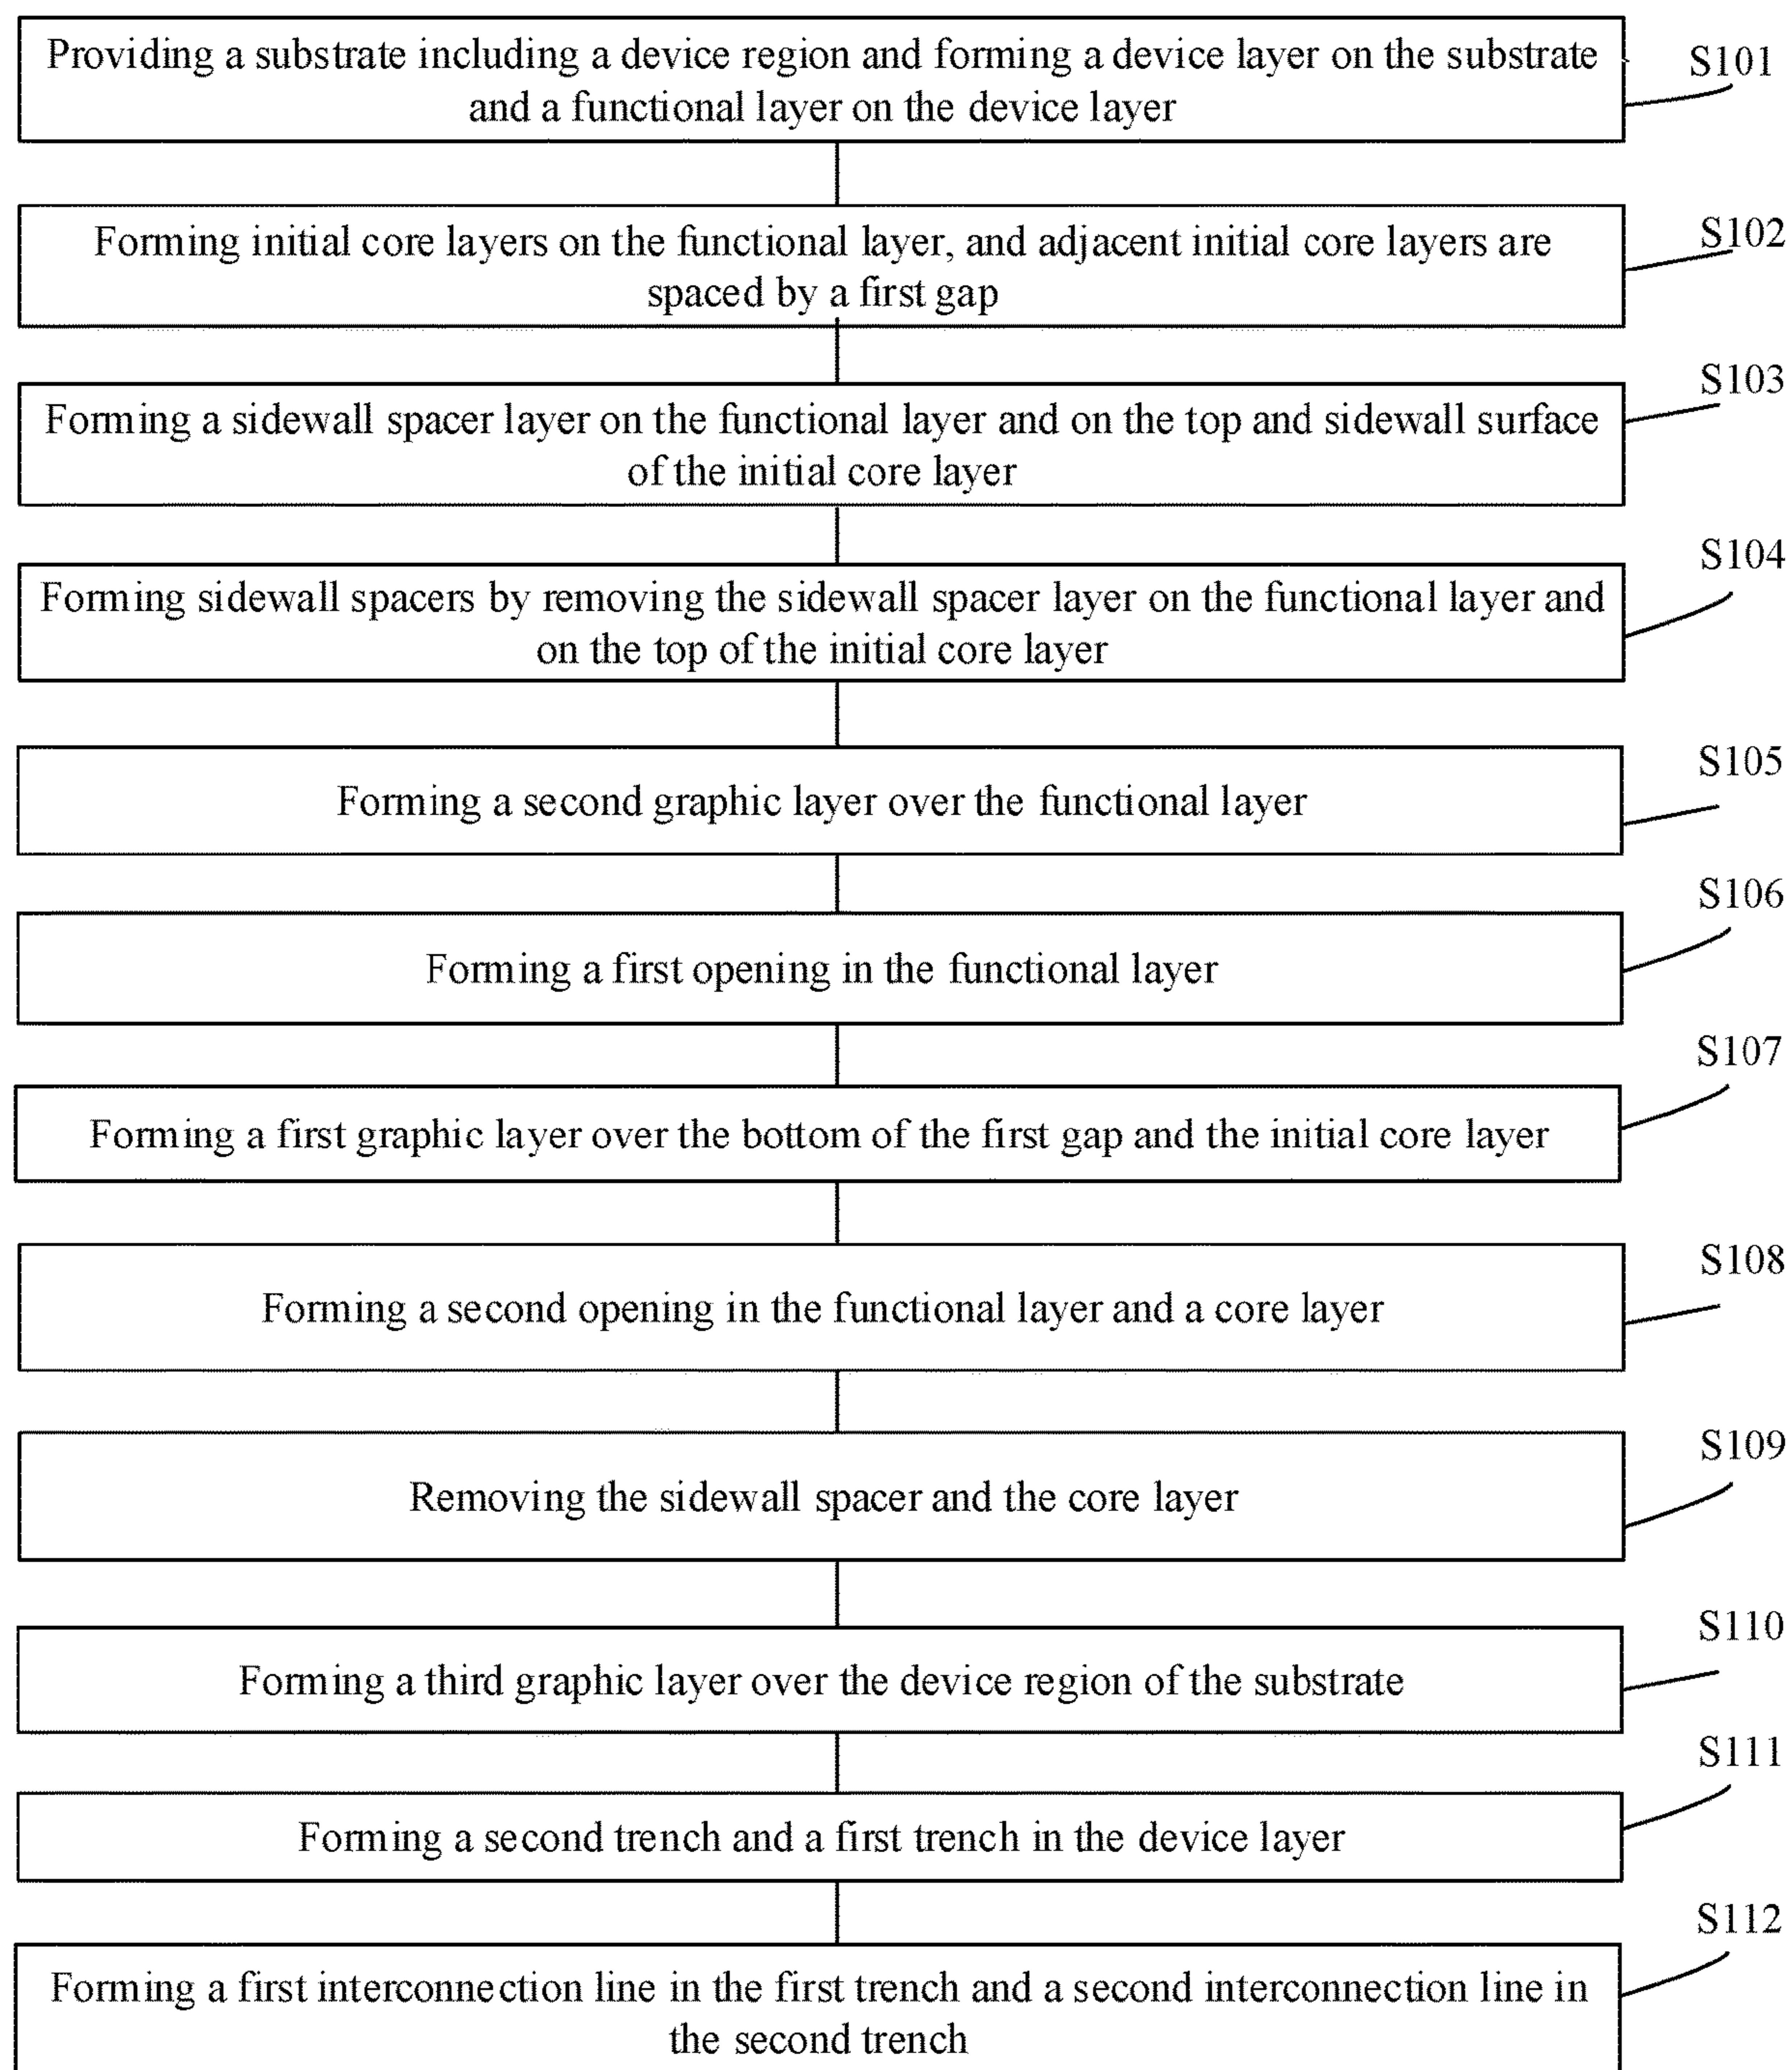 Providing a substrate including a device region and forming a device layer on the substrate
and a functional layer on the device layer
S101
Forming initial core layers on the functional layer, and adjacent initial core layers are
spaced by a first gap
S102
Forming a sidewall spacer layer on the functional layer and on the top and sidewall surface
of the initial core layer
S103
Forming sidewall spacers by removing the sidewall spacer layer on the functional layer and
on the top of the initial core layer
S104
Forming a second graphic layer over the functional layer
S105
Forming a first opening in the functional layer
S106
Forming a first graphic layer over the bottom of the first gap and the initial core layer
S107
Forming a second opening in the functional layer and a core layer
S108
Removing the sidewall spacer and the core layer
S109
Forming a third graphic layer over the device region of the substrate
S110
Forming a second trench and a first trench in the device layer
S111
Forming a first interconnection line in the first trench and a second interconnection line in
the second trench
S112